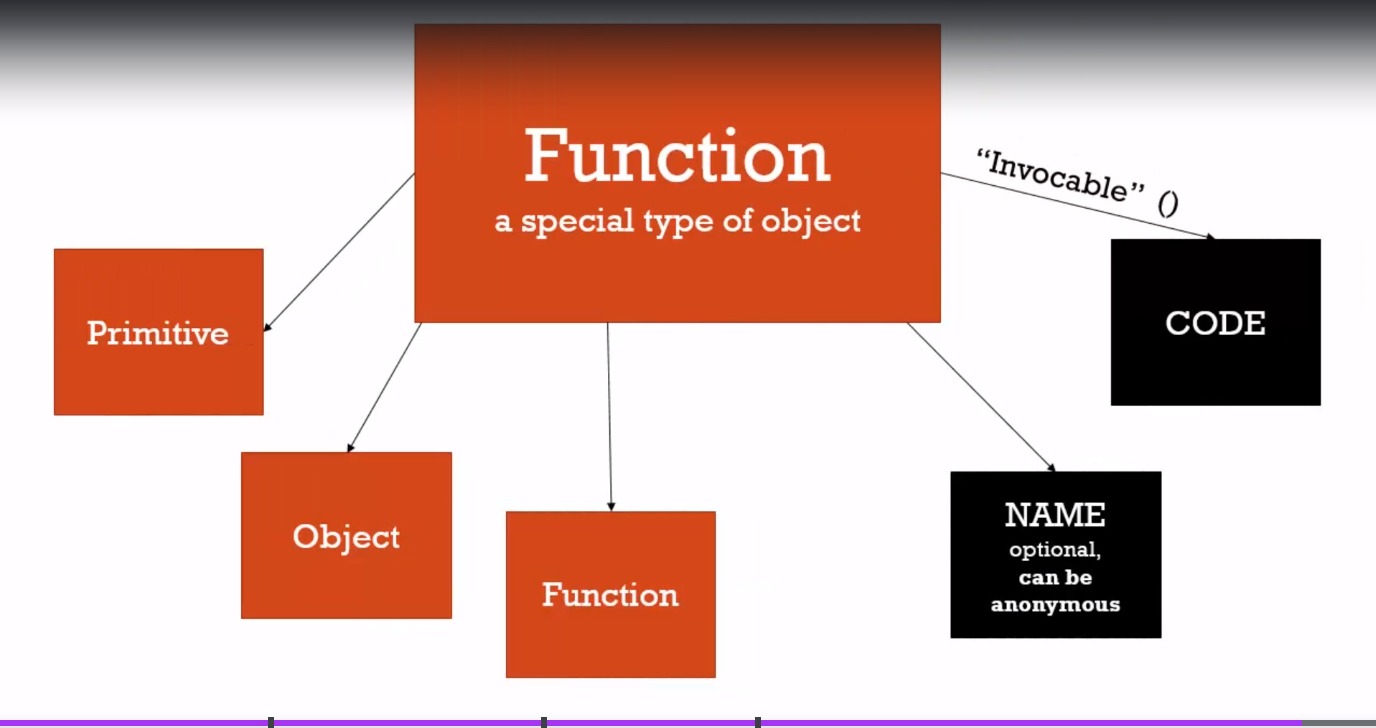 Function
a special type of object
“Invocable” ()
Primitive
CODE
Object
Function
NAME
optional,
can be
anonymous